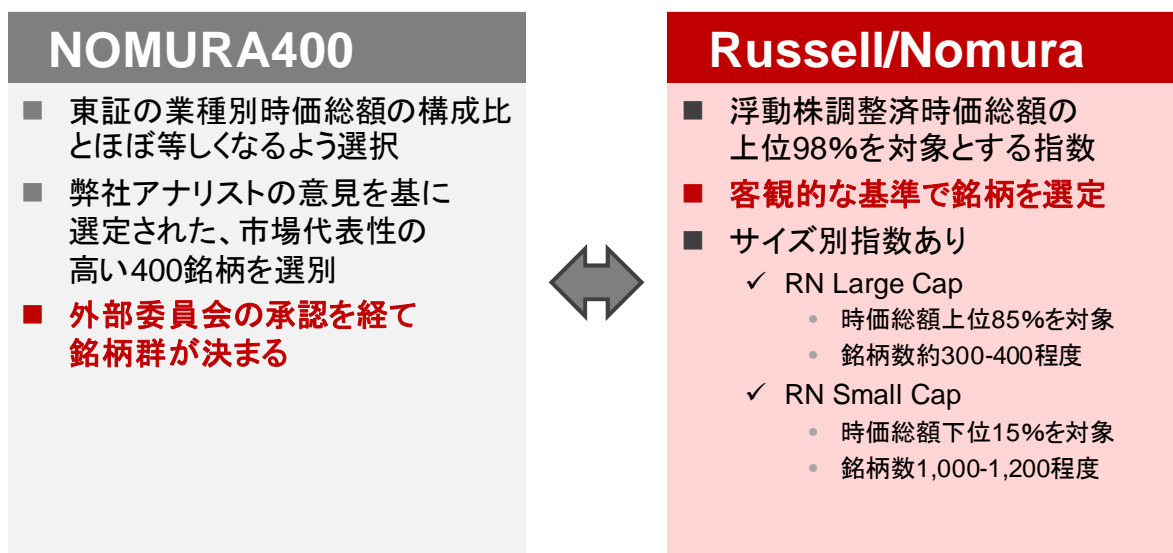 NOMURA400
■ 東証の業種別時価総額の構成比
とほぼ等しくなるよう選択
■ 弊社アナリストの意見を基に
選定された、市場代表性の
高い400銘柄を選別
■ 外部委員会の承認を経て
銘柄群が決まる
Russell/Nomura
■ 浮動株調整済時価総額の
上位98%を対象とする指数
■ 客観的な基準で銘柄を選定
■ サイズ別指数あり
✓ RN Large Cap
• 時価総額上位85%を対象
• 銘柄数約300-400程度
✓ RN Small Cap
• 時価総額下位15%を対象
• 銘柄数1,000-1,200程度